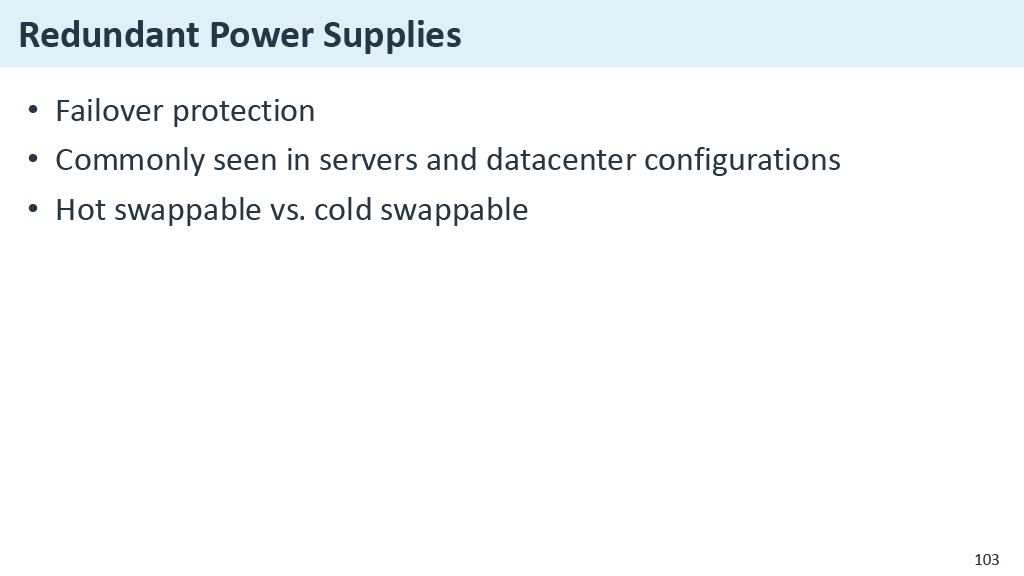 Redundant Power Supplies
• Failover protection
• Commonly seen in servers and datacenter configurations
• Hot swappable vs. cold swappable
103